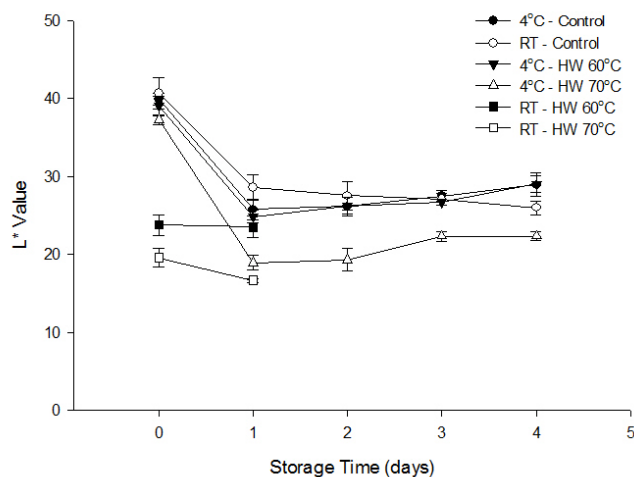 50
40
30
20
10
0
L* Value
0 1 2 3 4 5
Storage Time (days)
4°C - Control
RT - Control
4°C - HW 60°C
4°C - HW 70°C
RT - HW 60°C
RT - HW 70°C